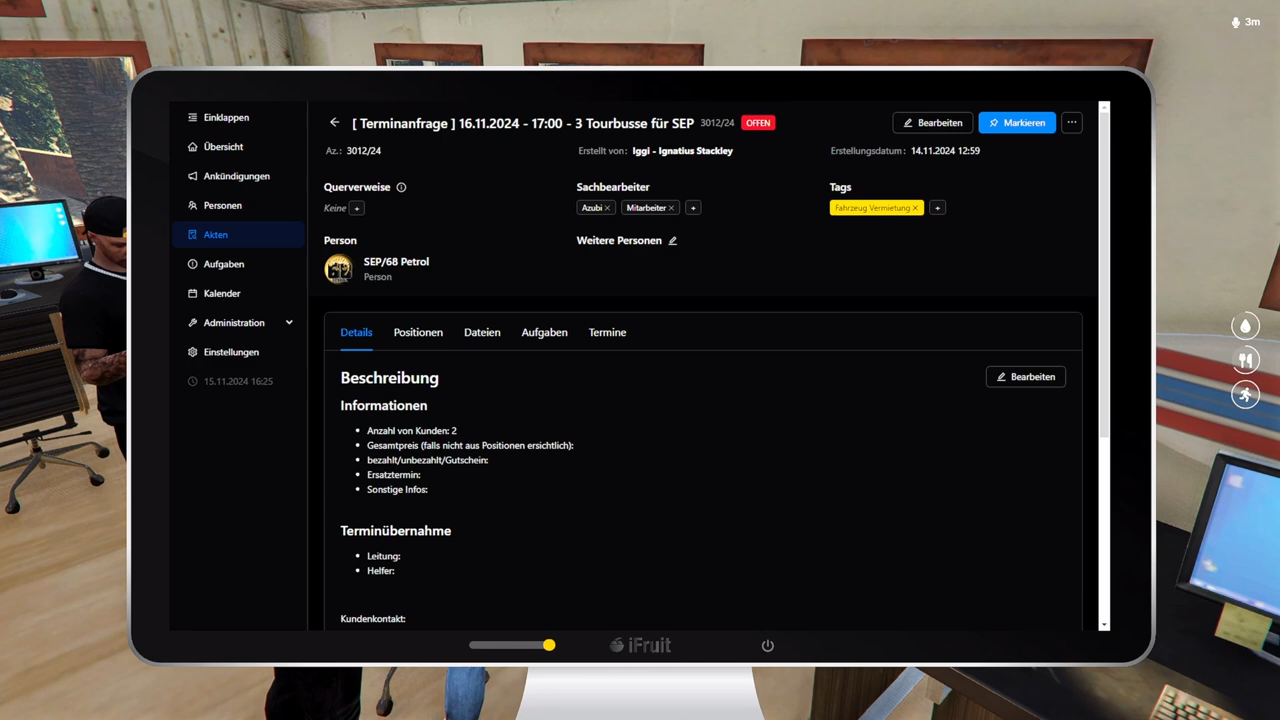 3m
Einklappen
Übersicht
Ankündigungen
Personen
Akten
Aufgaben
Kalender
Administration
Einstellungen
15.11.2024 16:25
[ Terminanfrage ] 16.11.2024 - 17:00 - 3 Tourbusse für SEP 3012/24 OFFEN
Bearbeiten Markieren ...
Az.: 3012/24 Erstellt von: Iggi - Ignatius Stackley Erstellungsdatum: 14.11.2024 12:59
Querverweise Sachbearbeiter Tags
Keine + Azubi × Mitarbeiter × + Fahrzeug Vermietung × +
Person Weitere Personen
SEP/68 Petrol
Person
Details Positionen Dateien Aufgaben Termine
Beschreibung Bearbeiten
Informationen
• Anzahl von Kunden: 2
• Gesamtpreis (falls nicht aus Positionen ersichtlich):
• bezahlt/unbezahlt/Gutschein:
• Ersatztermin:
• Sonstige Infos:
Terminübernahme
• Leitung:
• Helfer:
Kundenkontakt:
iFruit